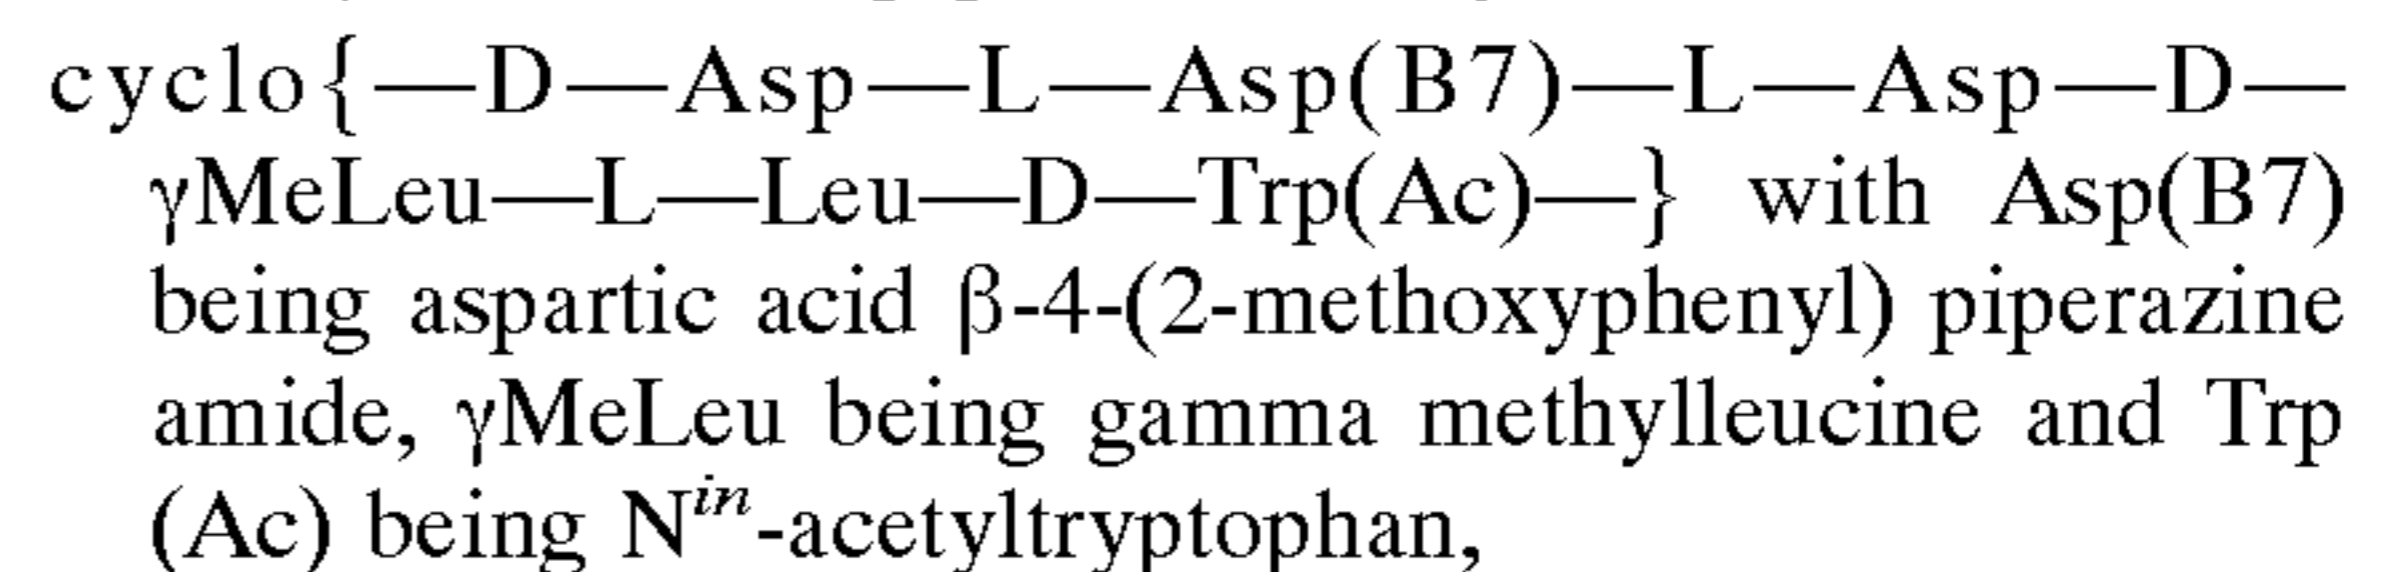 cyclo{—D—Asp—L—Asp(B7)—L—Asp—D—
γMeLeu—L—Leu—D—Trp(Ac)—} with Asp(B7)
being aspartic acid β-4-(2-methoxyphenyl) piperazine
amide, γMeLeu being gamma methylleucine and Trp
(Ac) being Nⁱⁿ-acetyltryptophan,